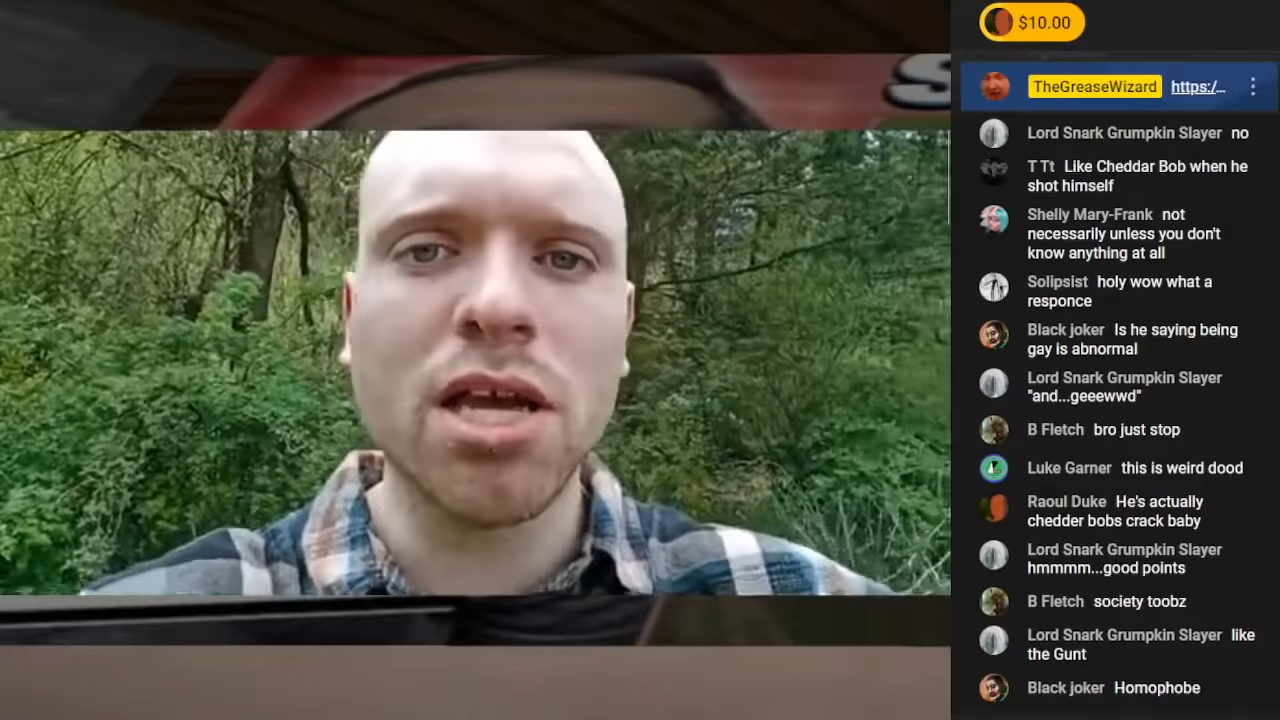 $10.00
S
TheGreaseWizard https:/...
Lord Snark Grumpkin Slayer no
T Tt Like Cheddar Bob when he
shot himself
Shelly Mary-Frank not
necessarily unless you don't
know anything at all
Solipsist holy wow what a
responce
Black joker Is he saying being
gay is abnormal
Lord Snark Grumpkin Slayer
"and...geeewwd"
B Fletch bro just stop
Luke Garner this is weird dood
Raoul Duke He's actually
chedder bobs crack baby
Lord Snark Grumpkin Slayer
hmmmm...good points
B Fletch society toobz
Lord Snark Grumpkin Slayer like
the Gunt
Black joker Homophobe